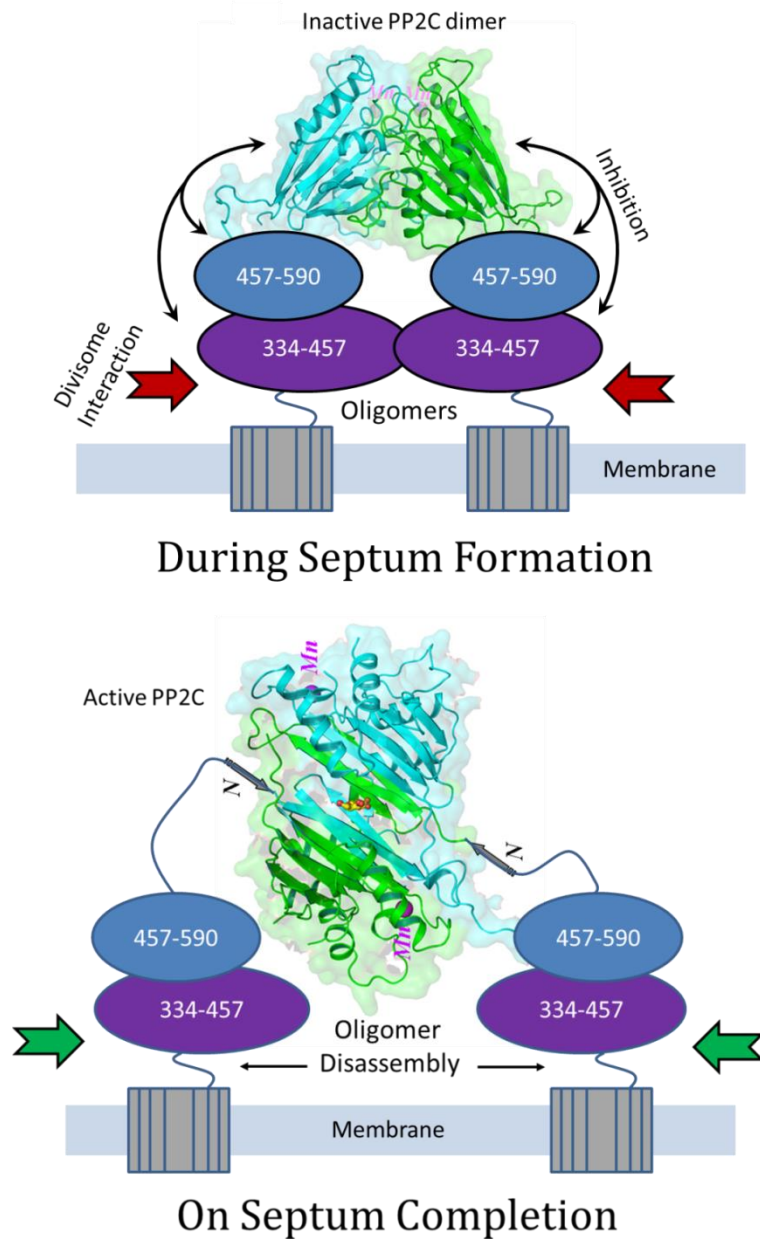 Inactive PP2C dimer
Mn Mn
Inhibition
457-590 457-590
334-457 334-457
Divisome
Interaction
Oligomers
Membrane
During Septum Formation
Mn
Active PP2C
N
N
457-590 457-590
Mn
334-457 334-457
Oligomer
Disassembly
Membrane
On Septum Completion